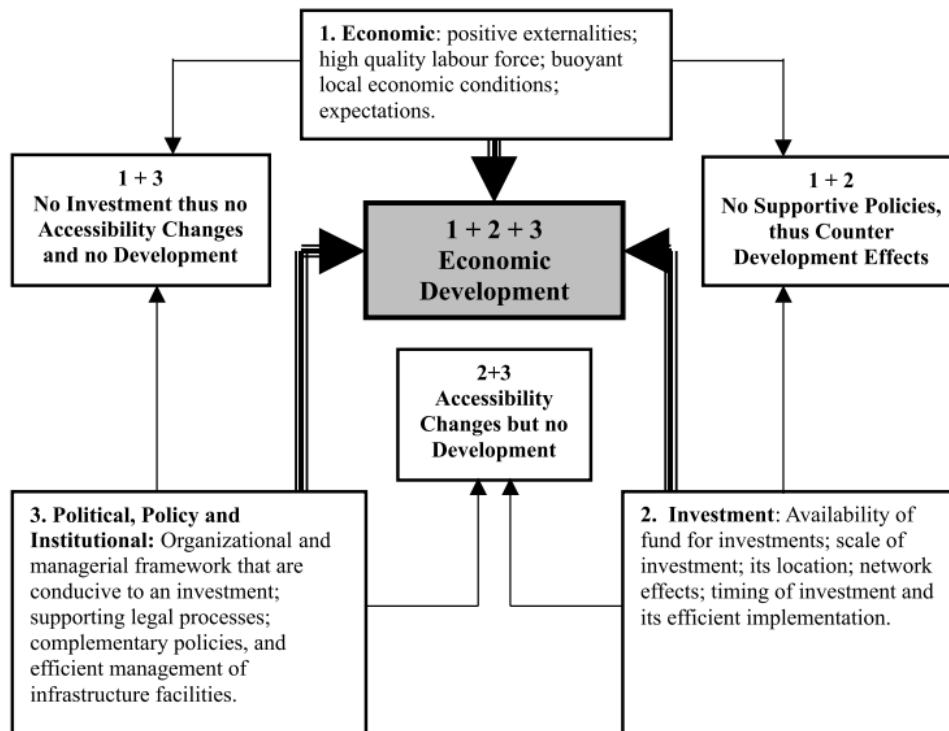 1. Economic: positive externalities;
high quality labour force; buoyant
local economic conditions;
expectations.
1 + 3
No Investment thus no
Accessibility Changes
and no Development
1 + 2
No Supportive Policies,
thus Counter
Development Effects
1 + 2 + 3
Economic
Development
2+3
Accessibility
Changes but no
Development
3. Political, Policy and
Institutional: Organizational and
managerial framework that are
conducive to an investment;
supporting legal processes;
complementary policies, and
efficient management of
infrastructure facilities.
2. Investment: Availability of
fund for investments; scale of
investment; its location; network
effects; timing of investment and
its efficient implementation.